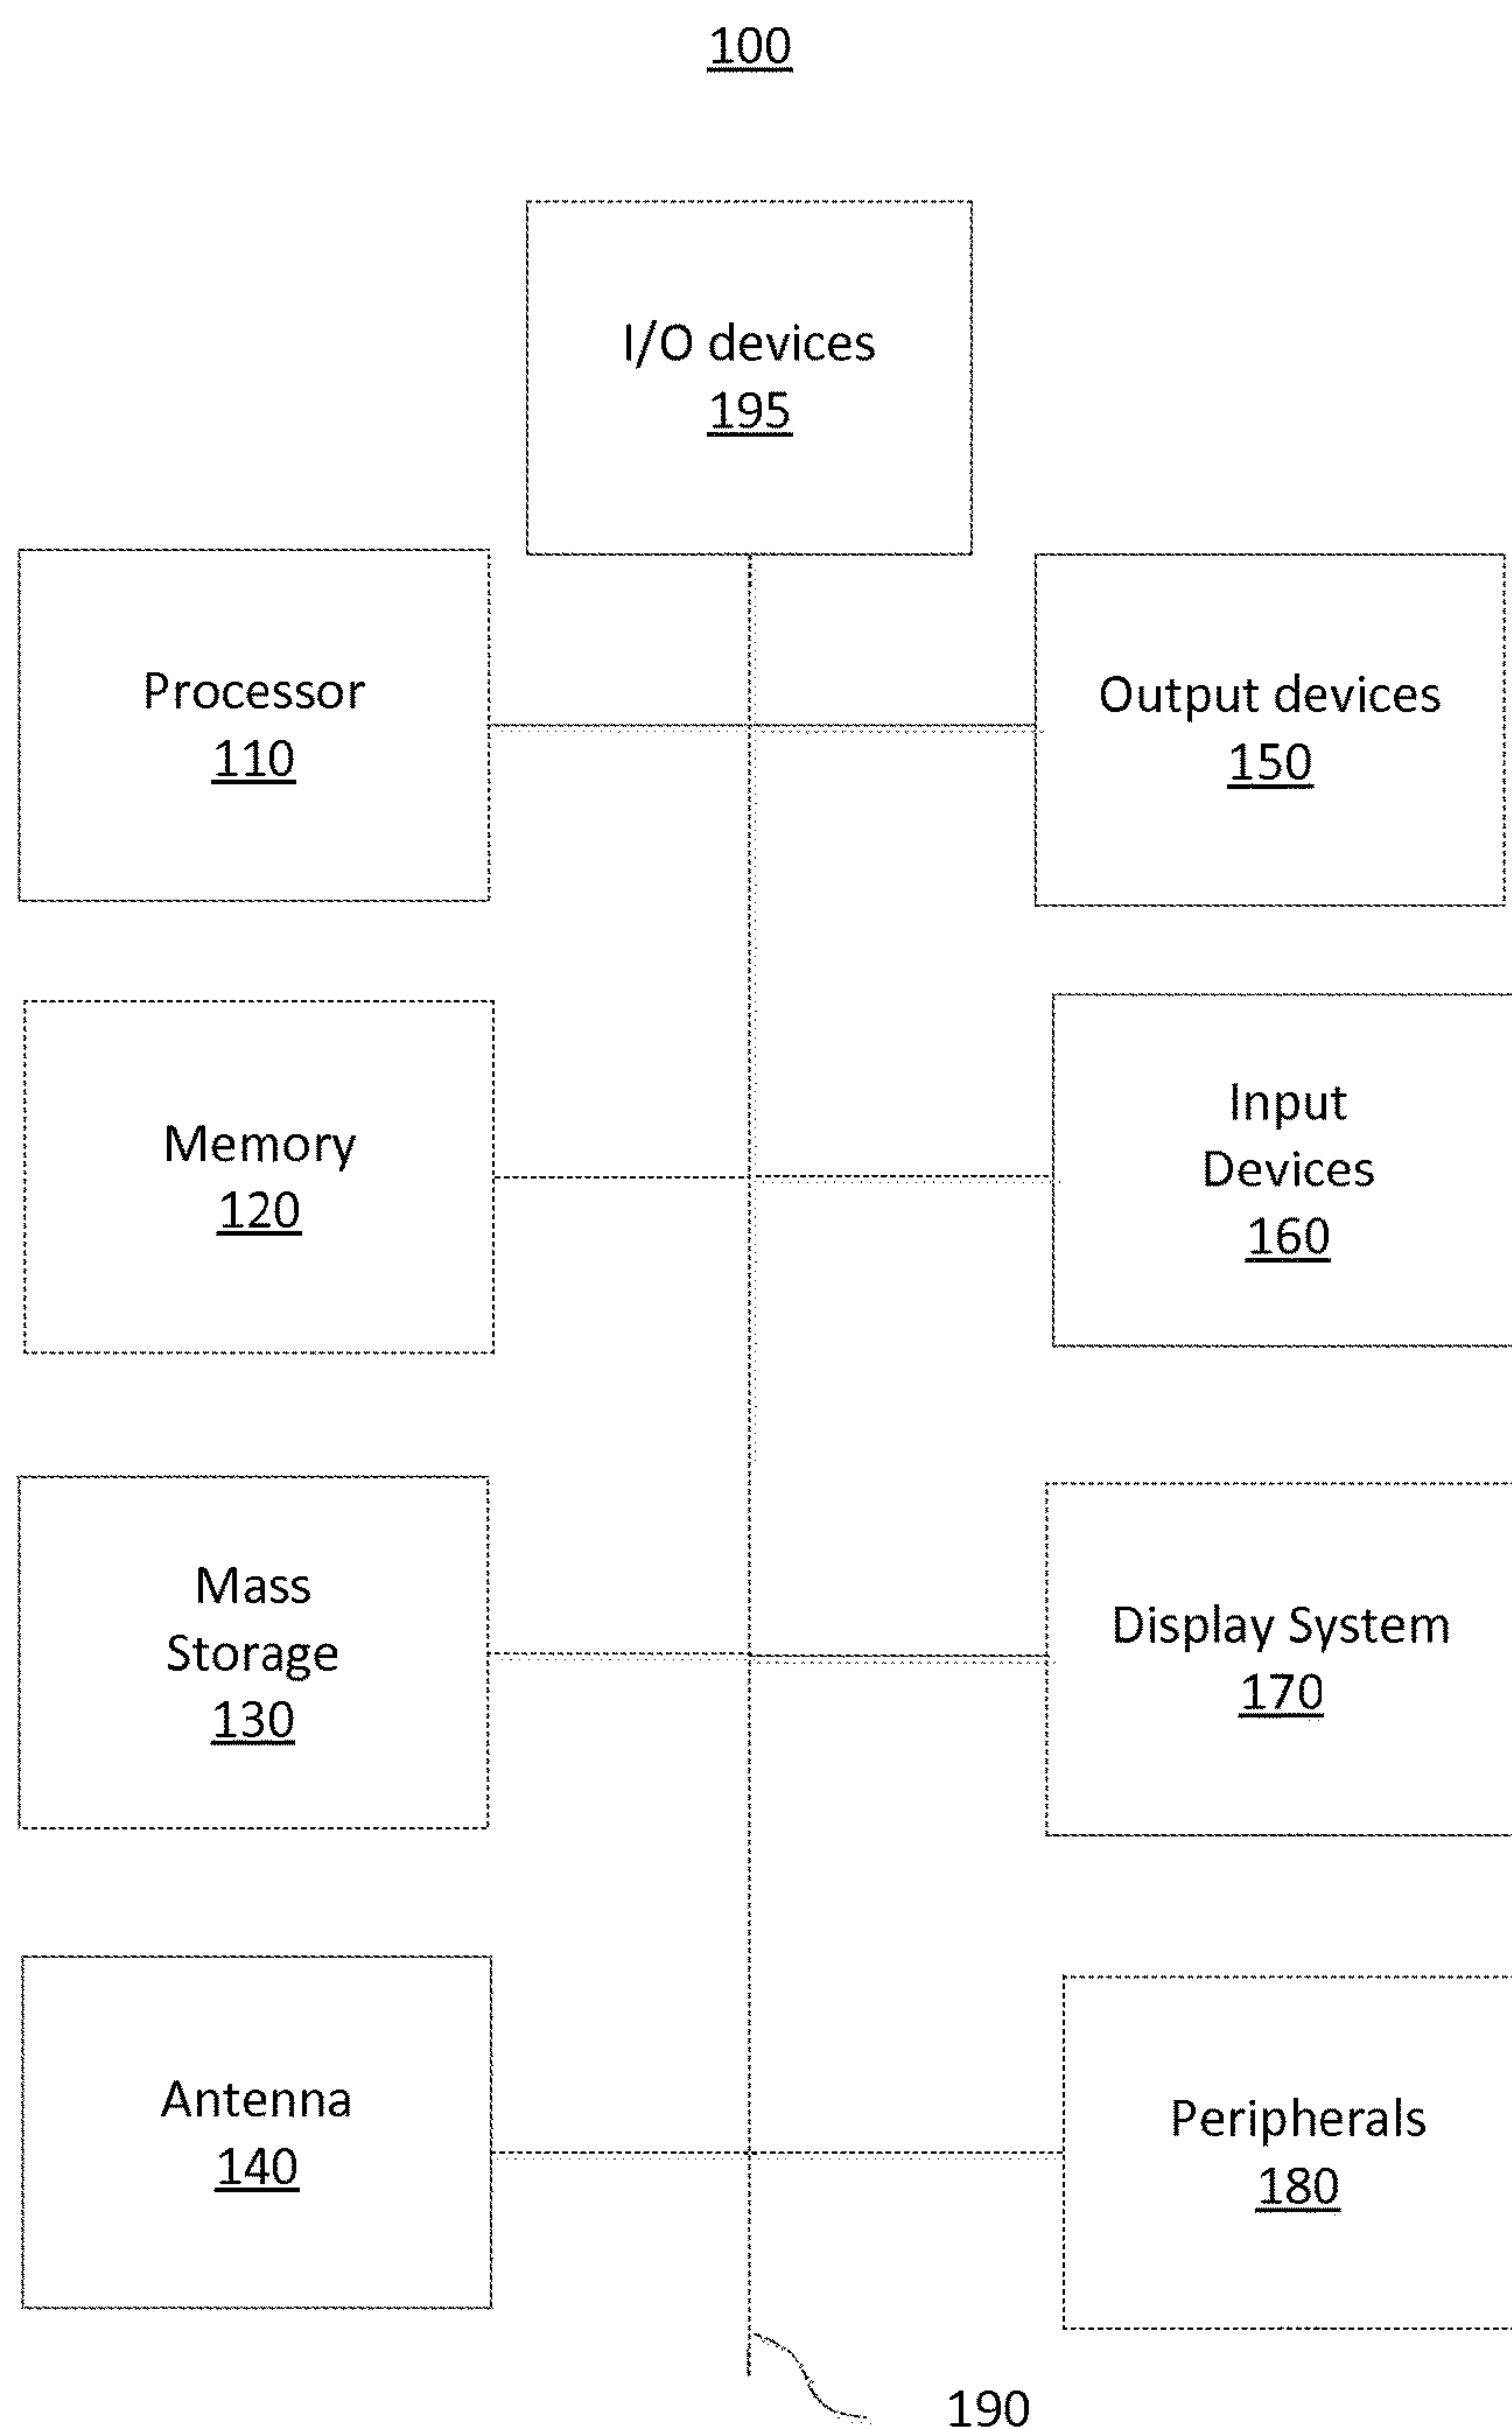 100
I/O devices
195
Processor
110
Output devices
150
Memory
120
Input
Devices
160
Mass
Storage
130
Display System
170
Antenna
140
Peripherals
180
190